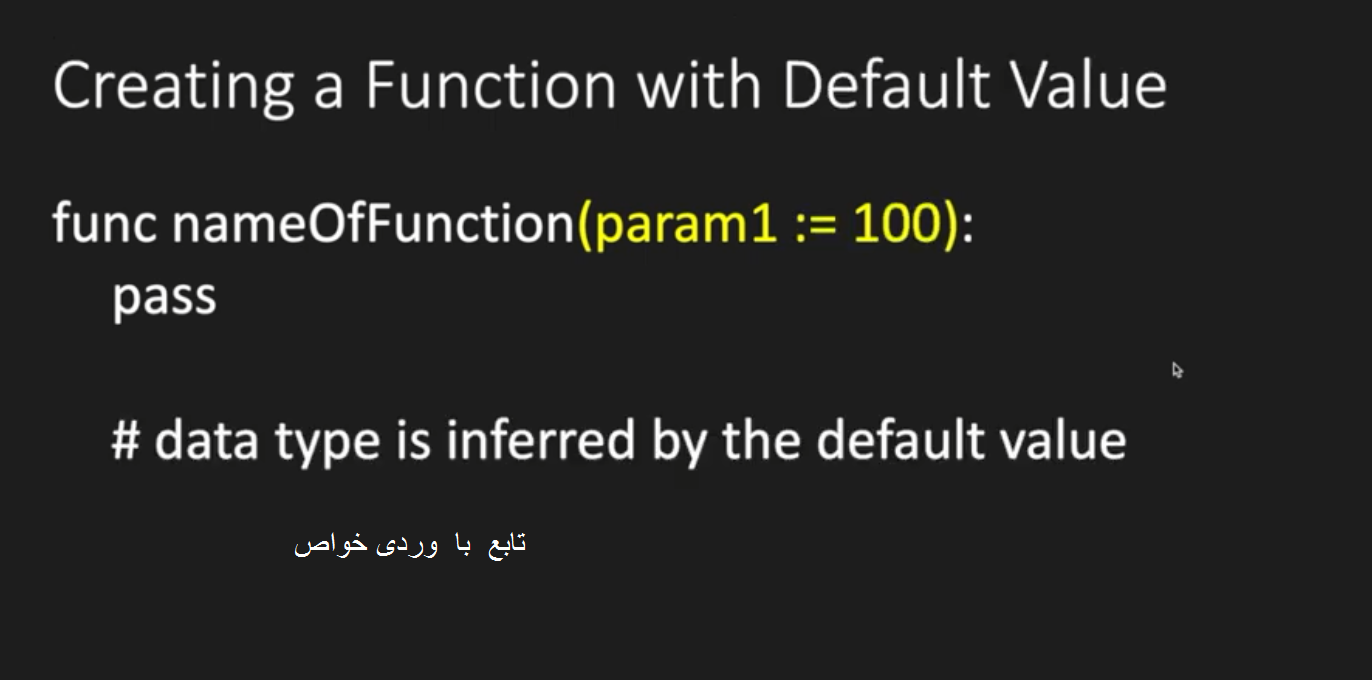 Creating a Function with Default Value
func nameOfFunction(param1 := 100):
pass
# data type is inferred by the default value
تابع با وردی خواص